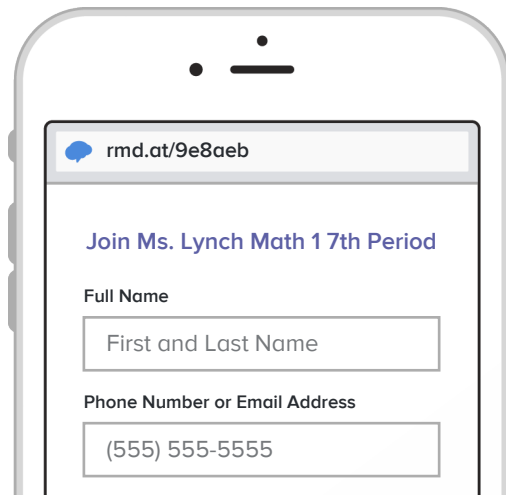 rmd.at/9e8aeb
Join Ms. Lynch Math 1 7th Period
Full Name
First and Last Name
Phone Number or Email Address
(555) 555-5555